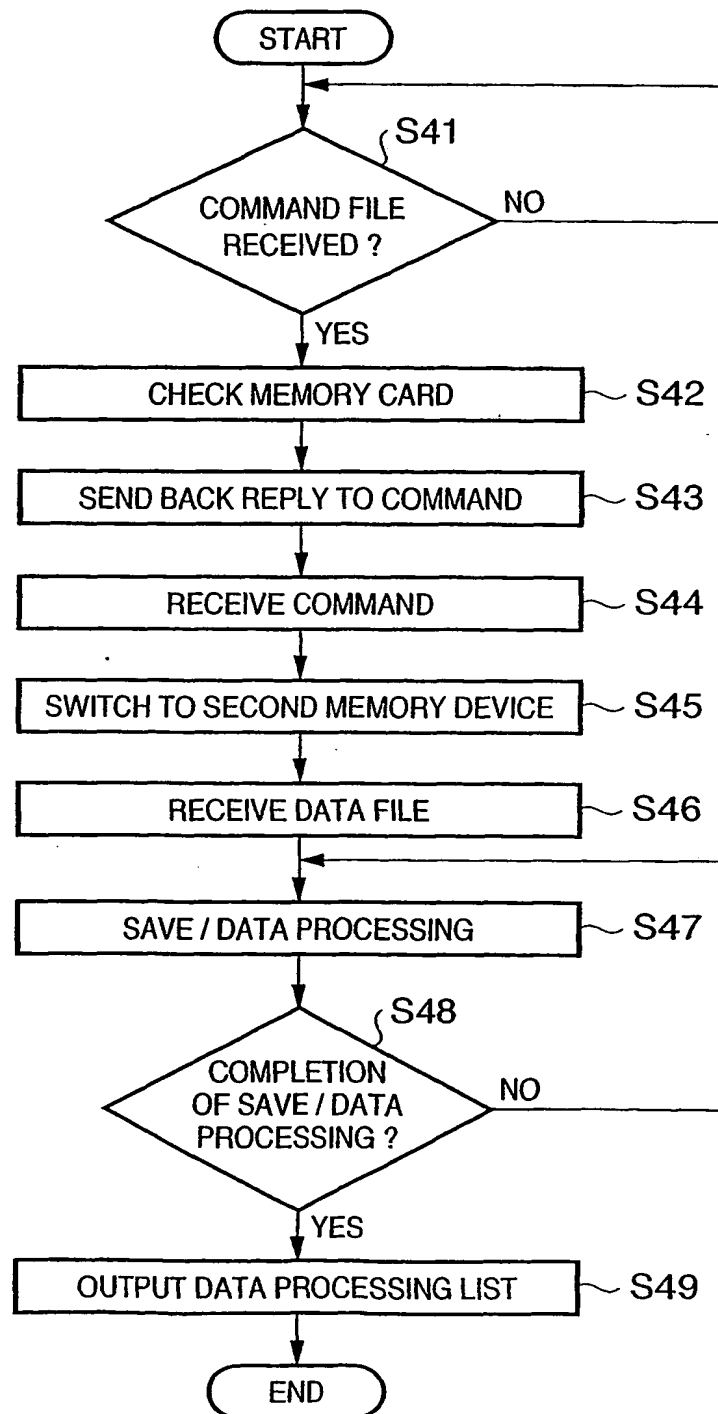 START
S41
COMMAND FILE
RECEIVED ?
NO
YES
CHECK MEMORY CARD
S42
SEND BACK REPLY TO COMMAND
S43
RECEIVE COMMAND
S44
SWITCH TO SECOND MEMORY DEVICE
S45
RECEIVE DATA FILE
S46
SAVE / DATA PROCESSING
S47
S48
COMPLETION
OF SAVE / DATA
PROCESSING ?
NO
YES
OUTPUT DATA PROCESSING LIST
S49
END